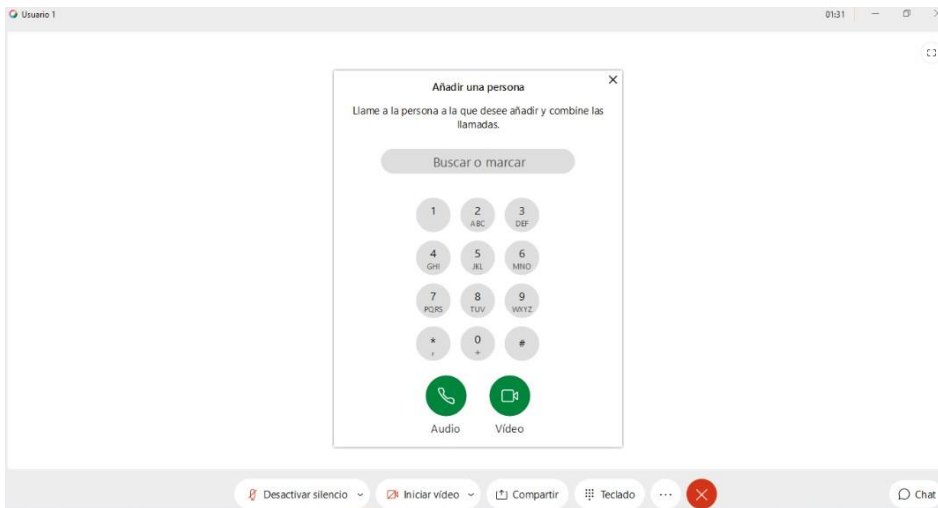 Usuario 1
01:31
Añadir una persona
Llame a la persona a la que desee añadir y combine las
llamadas.
Buscar o marcar
1 2 3
ABC DEF
4 5 6
GHI JKL MNO
7 8 9
PQRS TUV WXYZ
* 0 #
, +
Audio Vídeo
Desactivar silencio Iniciar vídeo Compartir Teclado ... Chat